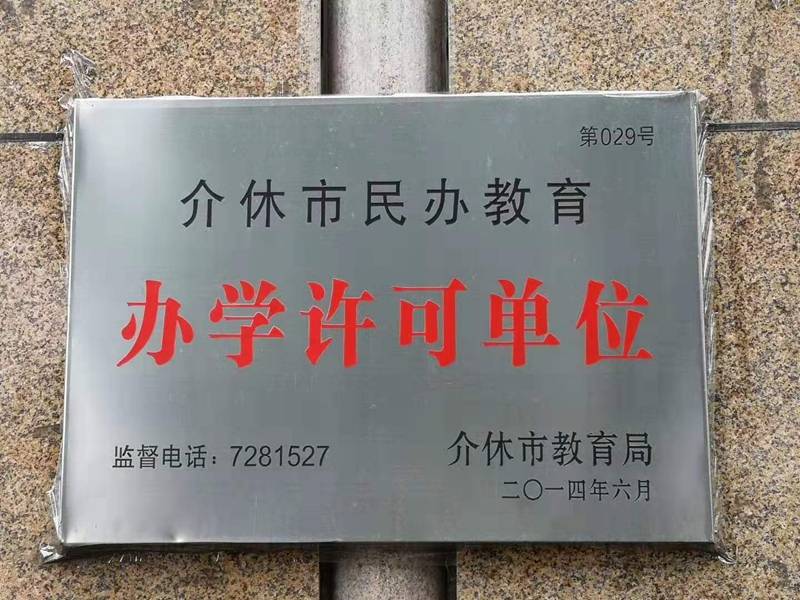 第029号
介休市民办教育
办学许可单位
监督电话：7281527
介休市教育局
二〇一四年六月